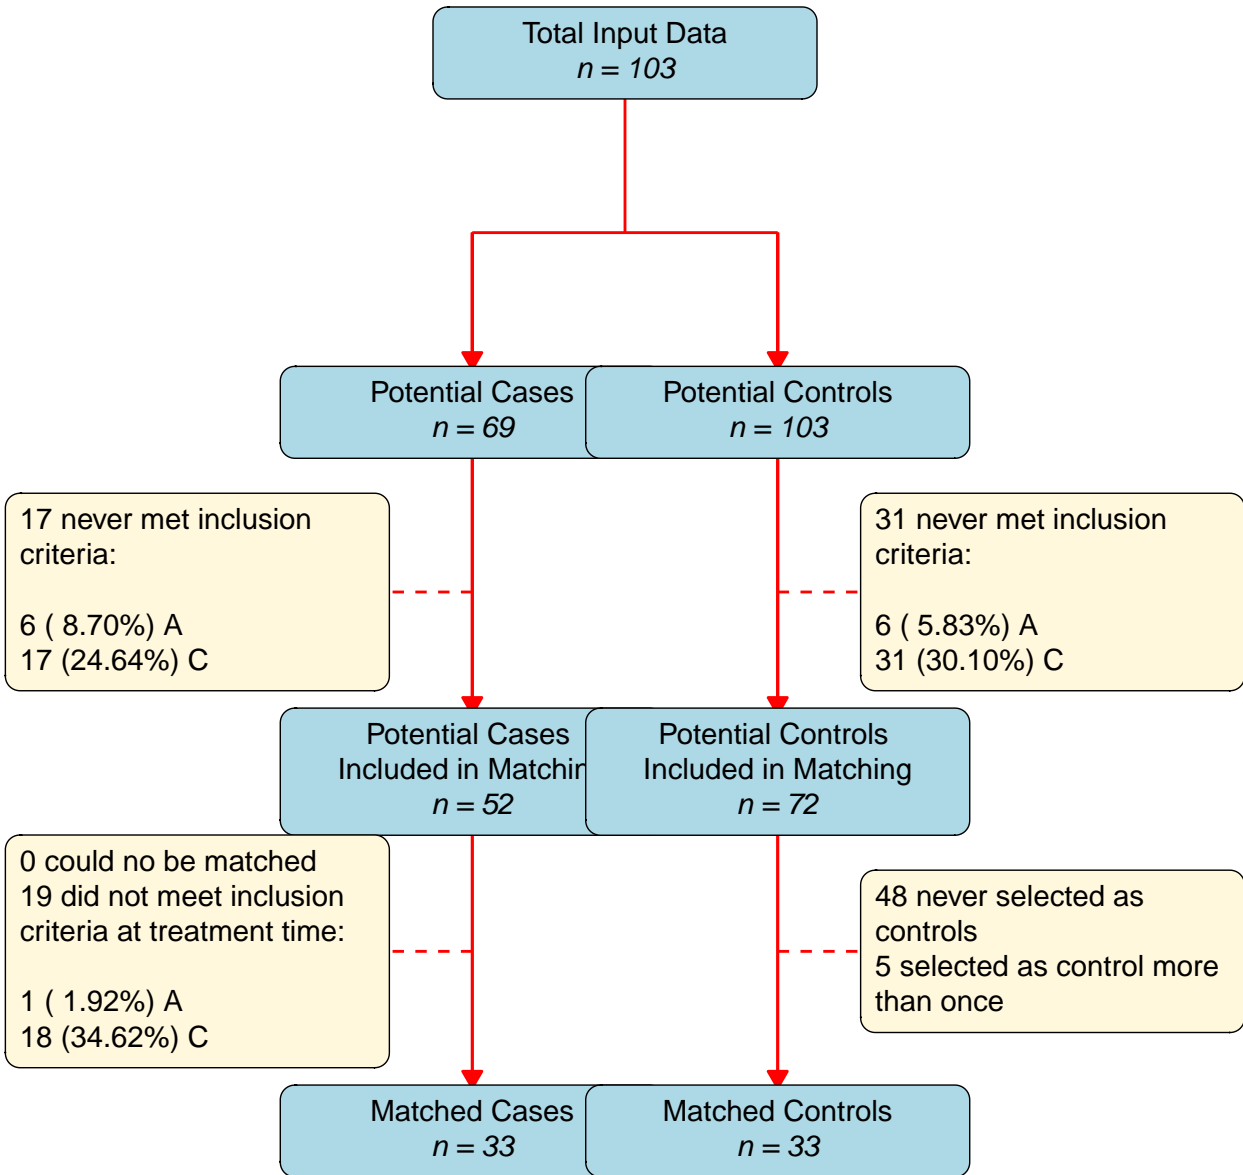 Total Input Data
n = 103
Potential Cases
n = 69
Potential Controls
n = 103
17 never met inclusion
criteria:
6 ( 8.70%) A
17 (24.64%) C
31 never met inclusion
criteria:
6 ( 5.83%) A
31 (30.10%) C
Potential Cases
Included in Matchin
n = 52
Potential Controls
Included in Matching
n = 72
0 could no be matched
19 did not meet inclusion
criteria at treatment time:
1 ( 1.92%) A
18 (34.62%) C
48 never selected as
controls
5 selected as control more
than once
Matched Cases
n = 33
Matched Controls
n = 33